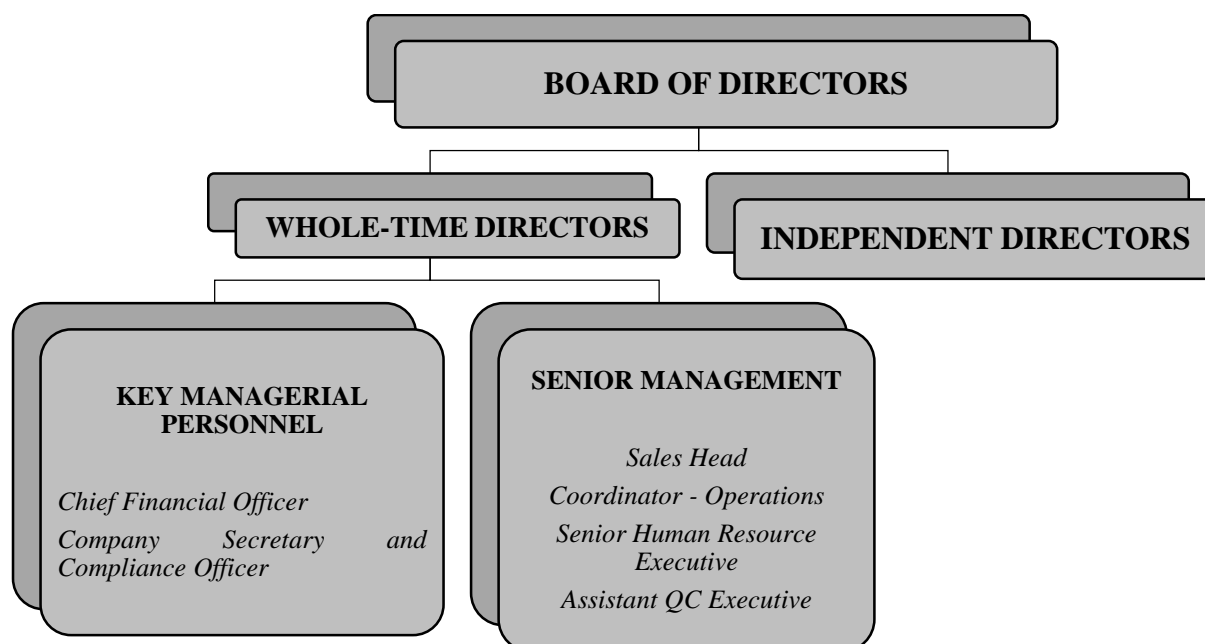 BOARD OF DIRECTORS
WHOLE-TIME DIRECTORS
INDEPENDENT DIRECTORS
KEY MANAGERIAL
PERSONNEL
Chief Financial Officer
Company Secretary and
Compliance Officer
SENIOR MANAGEMENT
Sales Head
Coordinator - Operations
Senior Human Resource
Executive
Assistant QC Executive